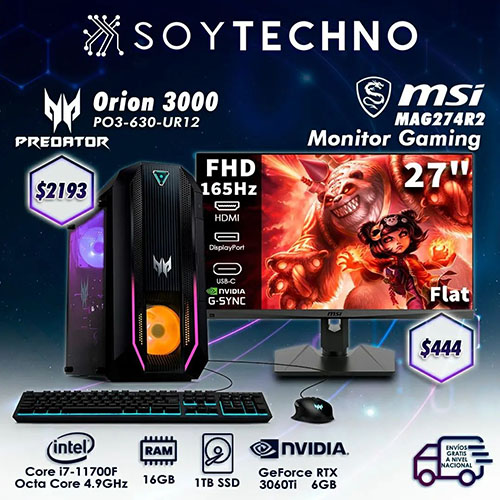 SOYTECHNO
PREDATOR
Orion 3000
PO3-630-UR12
msi
MAG274R2
Monitor Gaming
$2193
FHD
165Hz
HDMI
DisplayPort
USB-C
NVIDIA
G-SYNC
27"
Flat
msi
$444
intel
Core i7-11700F
Octa Core 4.9GHz
RAM
16GB
1TB SSD
NVIDIA.
GeForce RTX
3060Ti 6GB
ENVÍOS
GRATIS
A NIVEL
NACIONAL